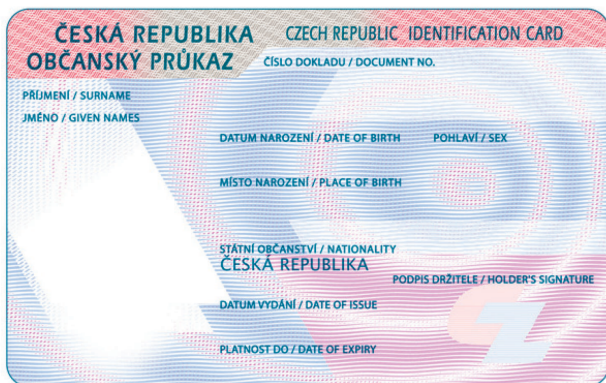 ČESKÁ REPUBLIKA CZECH REPUBLIC IDENTIFICATION CARD
OBČANSKÝ PRŮKAZ ČÍSLO DOKLADU / DOCUMENT NO.
PŘÍJMENÍ / SURNAME
JMÉNO / GIVEN NAMES
DATUM NAROZENÍ / DATE OF BIRTH POHLAVÍ / SEX
MÍSTO NAROZENÍ / PLACE OF BIRTH
STÁTNÍ OBČANSTVÍ / NATIONALITY
ČESKÁ REPUBLIKA
PODPIS DRŽITELE / HOLDER'S SIGNATURE
DATUM VYDÁNÍ / DATE OF ISSUE
PLATNOST DO / DATE OF EXPIRY
CZ